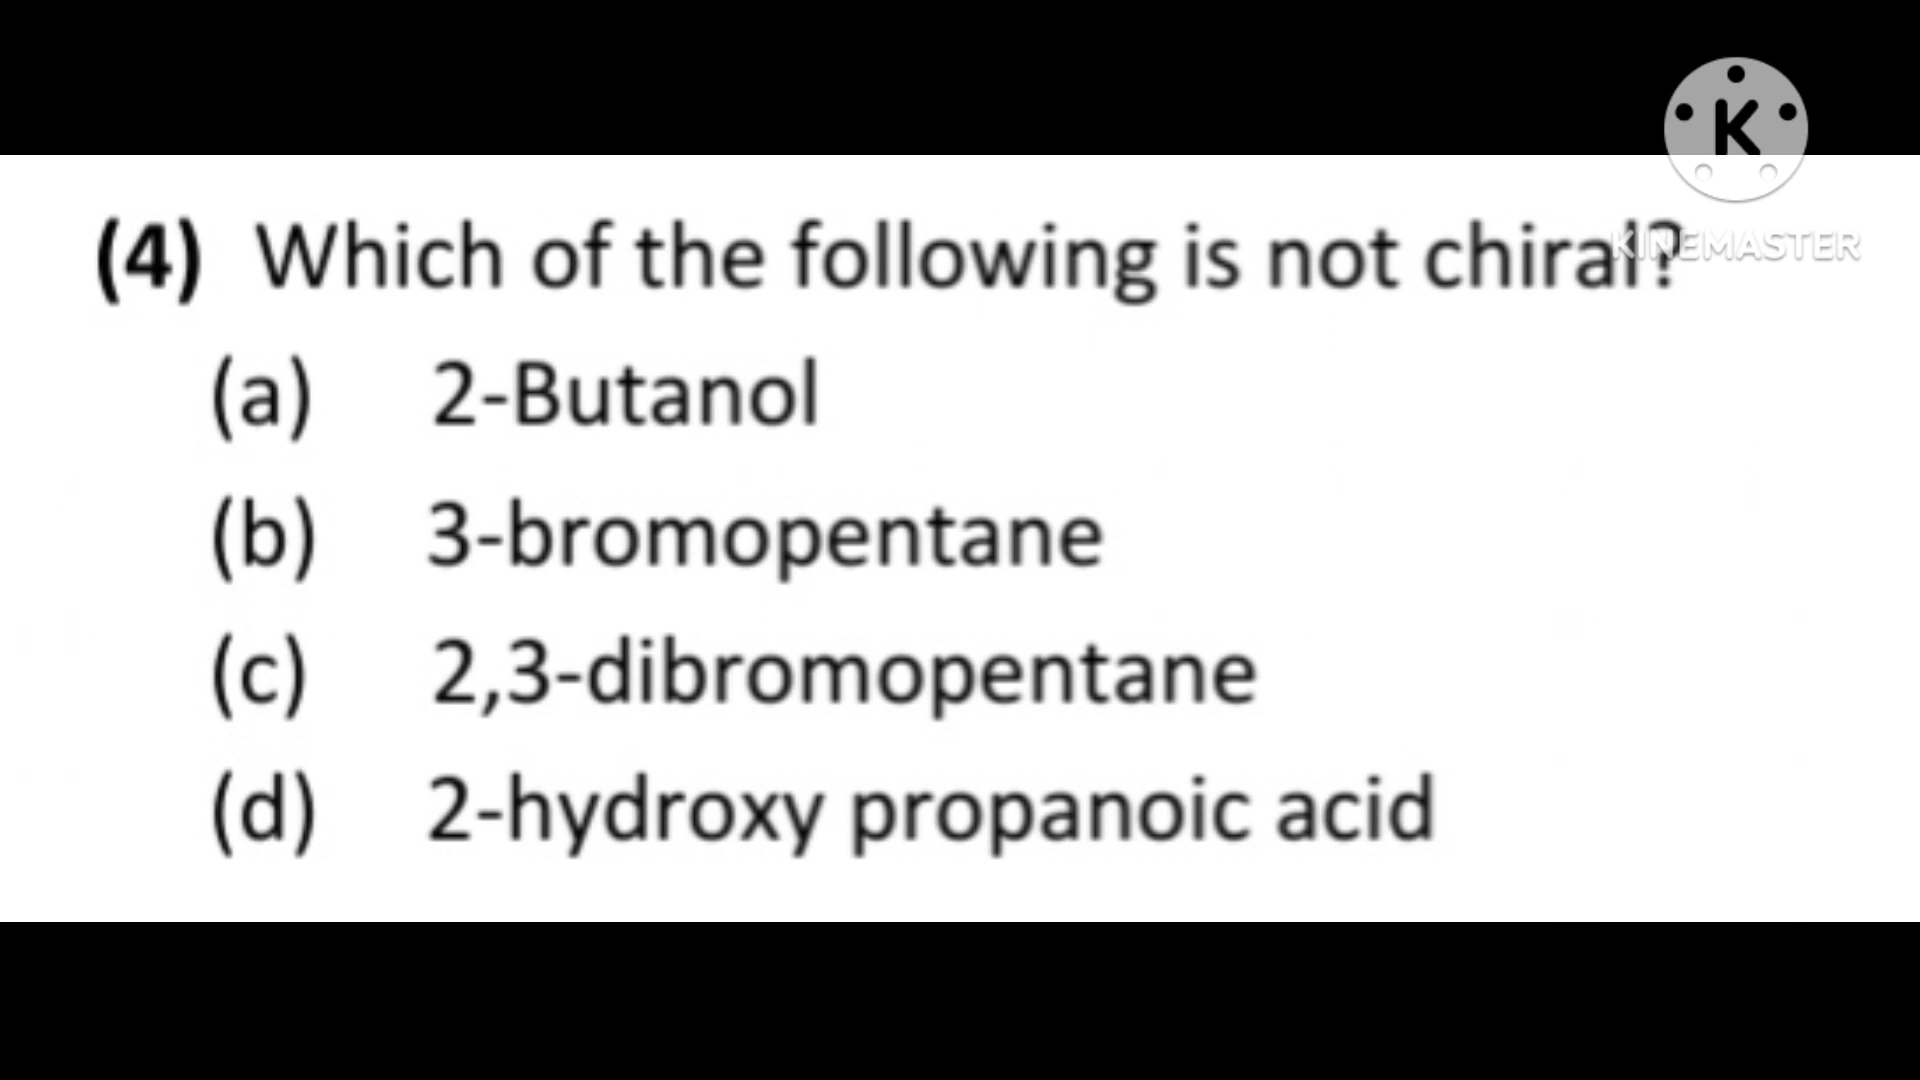 K
KINEMASTER
(4) Which of the following is not chiral?
(a) 2-Butanol
(b) 3-bromopentane
(c) 2,3-dibromopentane
(d) 2-hydroxy propanoic acid